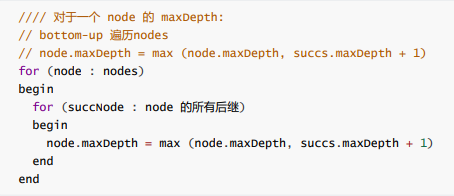 //// 对于一个 node 的 maxDepth:
// bottom-up 遍历nodes
// node.maxDepth = max (node.maxDepth, succs.maxDepth + 1)
for (node : nodes)
begin
  for (succNode : node 的所有后继)
  begin
    node.maxDepth = max (node.maxDepth, succs.maxDepth + 1)
  end
end